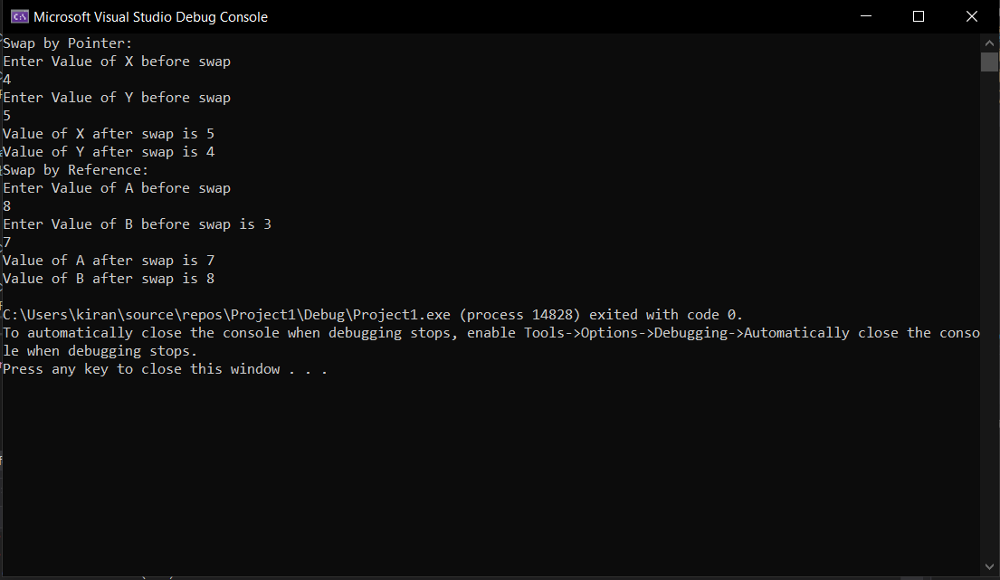 Microsoft Visual Studio Debug Console
Swap by Pointer:
Enter Value of X before swap
4
Enter Value of Y before swap
5
Value of X after swap is 5
Value of Y after swap is 4
Swap by Reference:
Enter Value of A before swap
8
Enter Value of B before swap is 3
7
Value of A after swap is 7
Value of B after swap is 8
C:\Users\kiran\source\repos\Project1\Debug\Project1.exe (process 14828) exited with code 0.
To automatically close the console when debugging stops, enable Tools->Options->Debugging->Automatically close the conso
le when debugging stops.
Press any key to close this window . . .